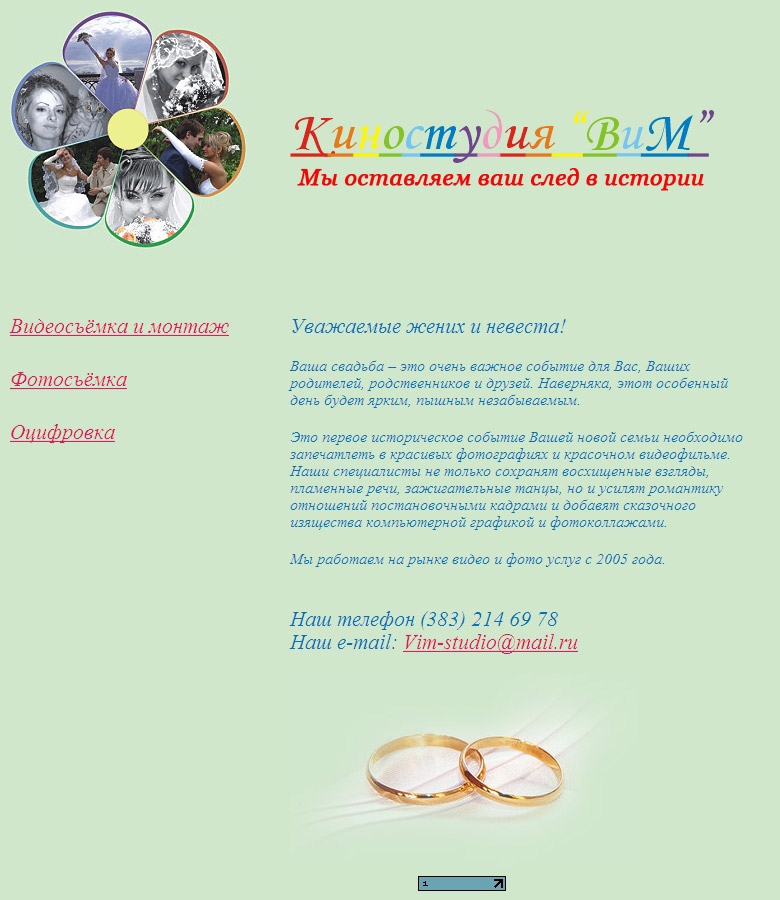 Киностудия “ВиМ”
Мы оставляем ваш след в истории
Видеосъёмка и монтаж
Фотосъёмка
Оцифровка
Уважаемые жених и невеста!
Ваша свадьба – это очень важное событие для Вас, Ваших
родителей, родственников и друзей. Наверняка, этот особенный
день будет ярким, пышным незабываемым.
Это первое историческое событие Вашей новой семьи необходимо
запечатлеть в красивых фотографиях и красочном видеофильме.
Наши специалисты не только сохранят восхищенные взгляды,
пламенные речи, зажигательные танцы, но и усилят романтику
отношений постановочными кадрами и добавят сказочного
изящества компьютерной графикой и фотоколлажами.
Мы работаем на рынке видео и фото услуг с 2005 года.
Наш телефон (383) 214 69 78
Наш e-mail: Vim-studio@mail.ru
1